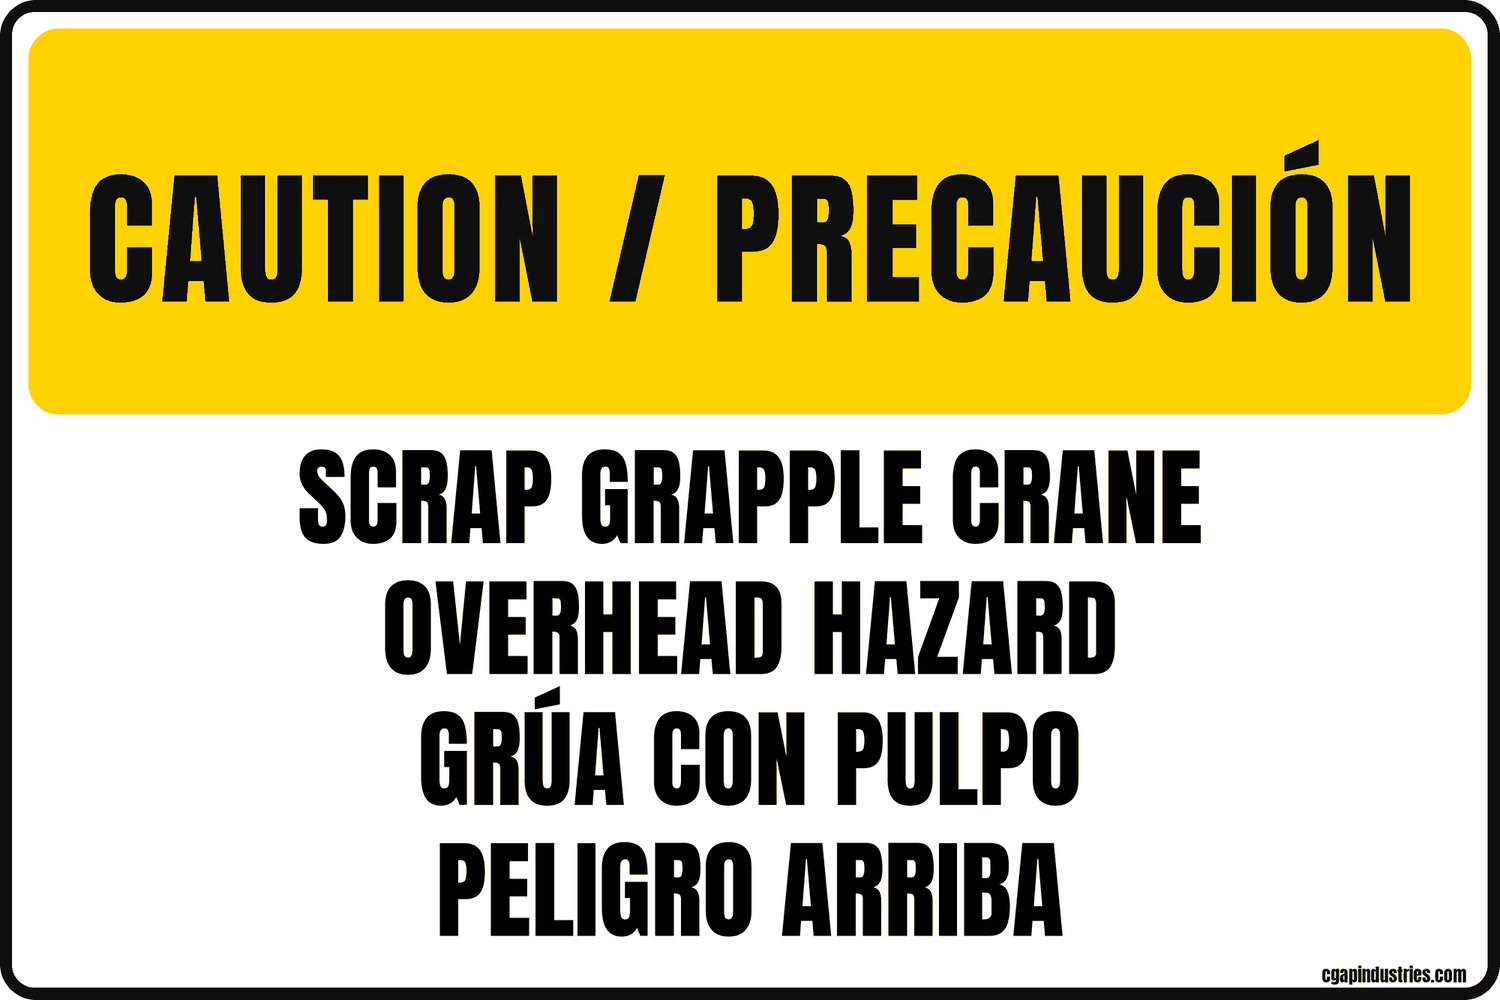 CAUTION / PRECAUCIÓN
SCRAP GRAPPLE CRANE
OVERHEAD HAZARD
GRÚA CON PULPO
PELIGRO ARRIBA
cgapindustries.com